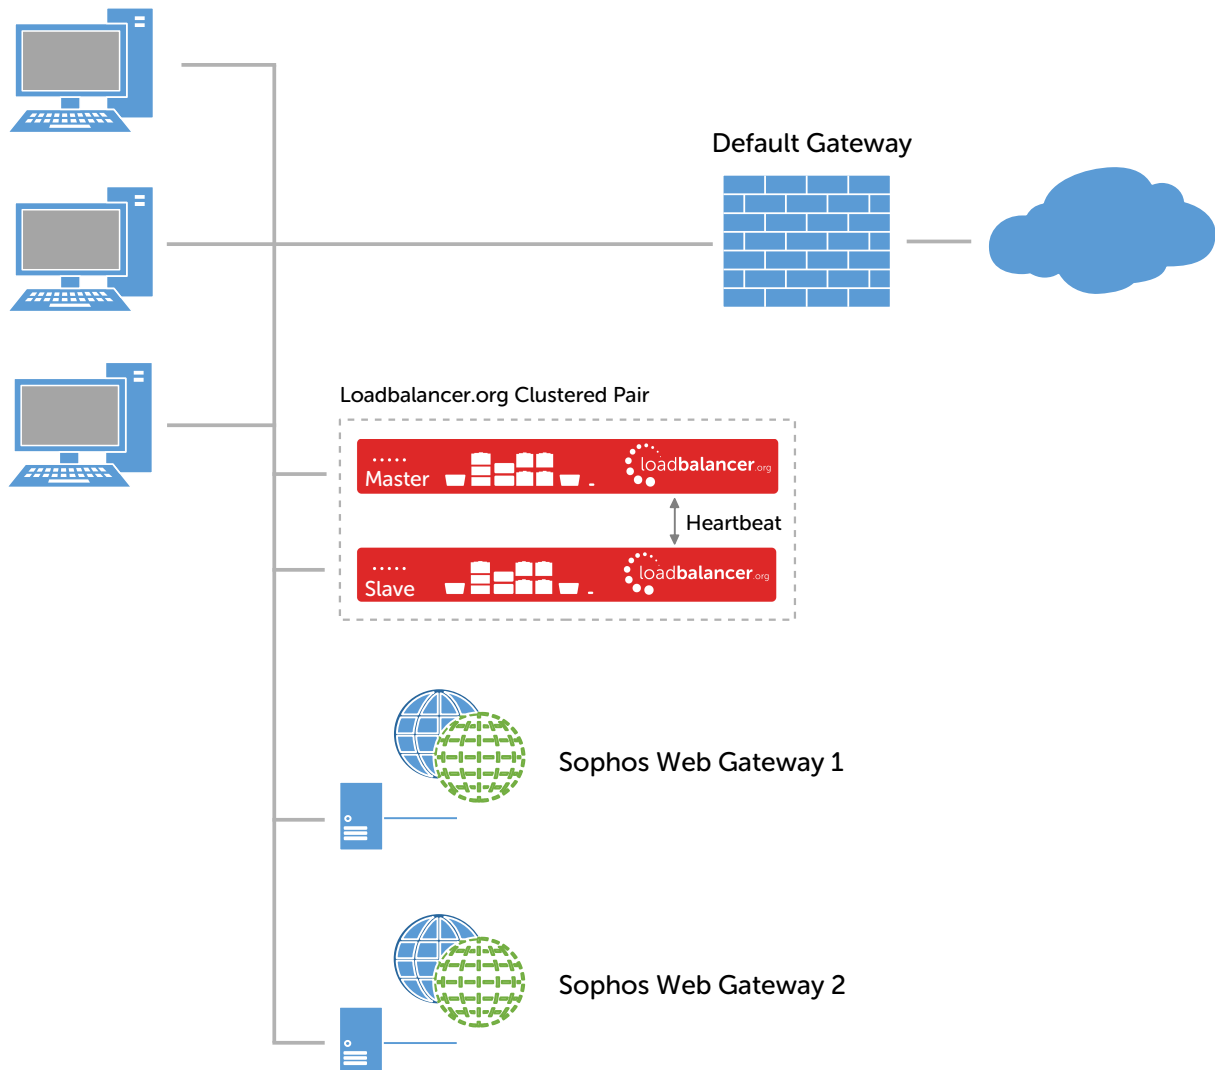 Default Gateway
Loadbalancer.org Clustered Pair
Master
loadbalancer.org
Heartbeat
Slave
loadbalancer.org
Sophos Web Gateway 1
Sophos Web Gateway 2